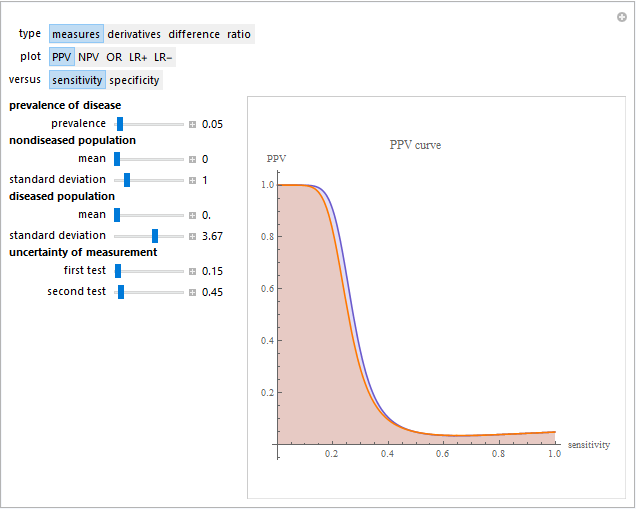 type measures derivatives difference ratio
plot PPV NPV OR LR+ LR−
versus sensitivity specificity
prevalence of disease
prevalence 0.05
nondiseased population
mean 0
standard deviation 1
diseased population
mean 0.
standard deviation 3.67
uncertainty of measurement
first test 0.15
second test 0.45
PPV curve
PPV
1.0
0.8
0.6
0.4
0.2
sensitivity
0.2 0.4 0.6 0.8 1.0